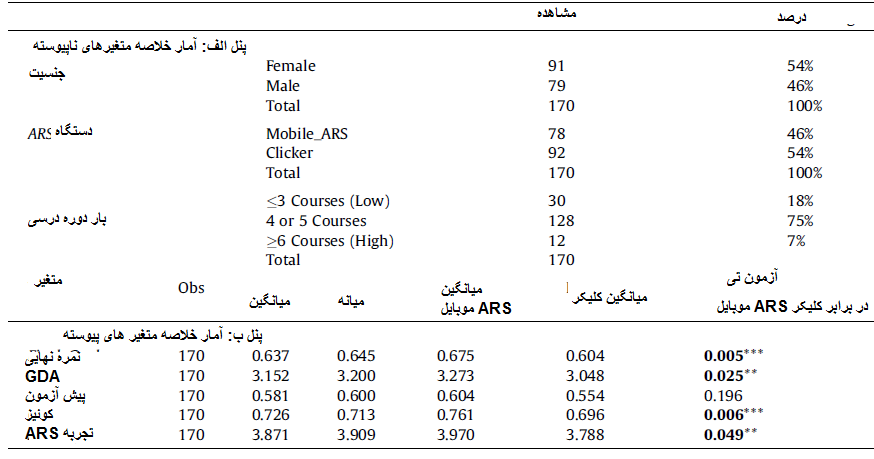 مشاهده درصد
پنل الف: آمار خلاصه متغیرهای ناپیوسته
جنسیت Female 91 54%
Male 79 46%
Total 170 100%
دستگاه ARS Mobile_ARS 78 46%
Clicker 92 54%
Total 170 100%
≤3 Courses (Low) 30 18%
بار دوره درسی 4 or 5 Courses 128 75%
≥6 Courses (High) 12 7%
Total 170
متغیر Obs میانگین میانه میانگین ARS موبایل میانگین کلیکر آزمون تی
در برابر کلیکر ARS موبایل
پنل ب: آمار خلاصه متغیر های پیوسته
نمره نهایی 170 0.637 0.645 0.675 0.604 0.005***
GDA 170 3.152 3.200 3.273 3.048 0.025**
پیش آزمون 170 0.581 0.600 0.604 0.554 0.196
کوئیز 170 0.726 0.713 0.761 0.696 0.006***
تجربه ARS 170 3.871 3.909 3.970 3.788 0.049**